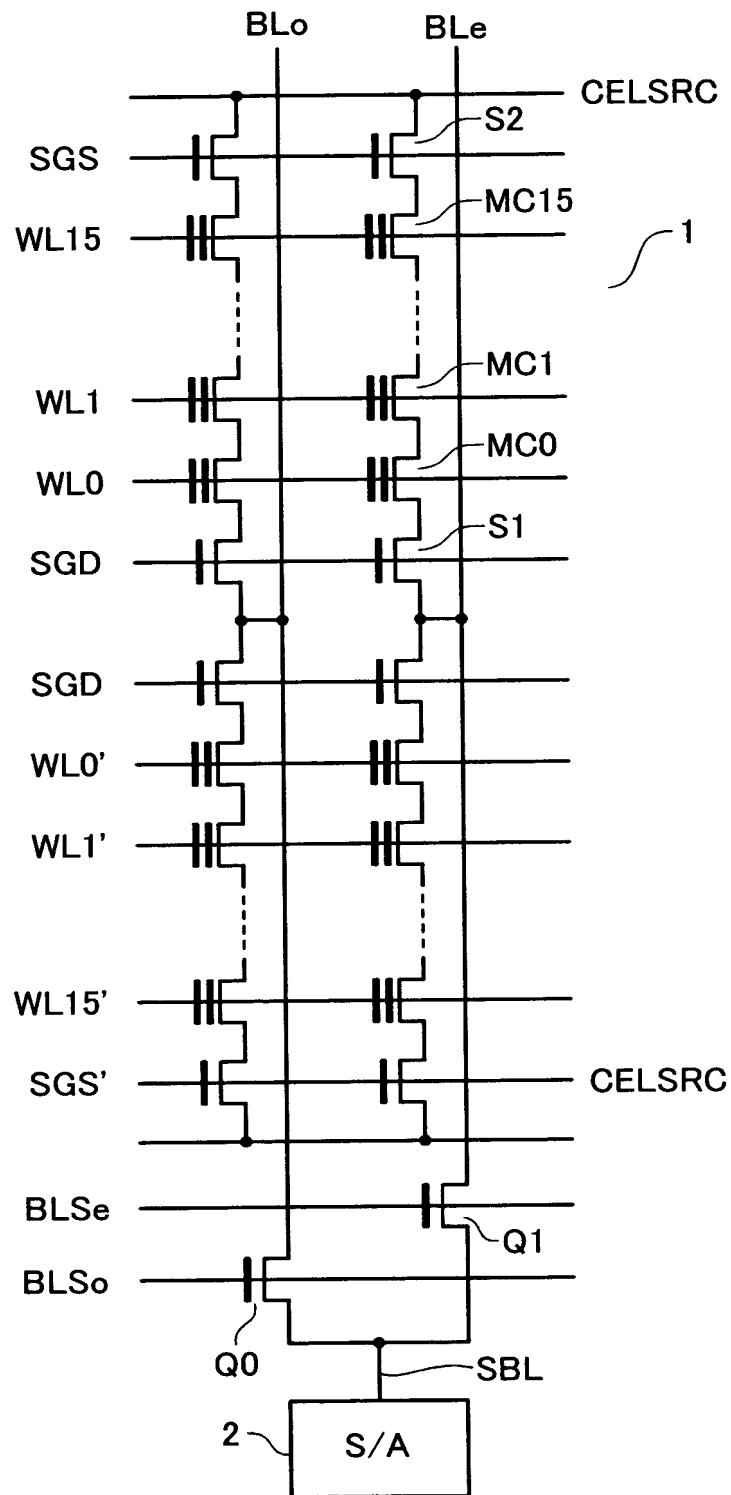 BLo
BLe
CELSRC
S2
SGS
MC15
WL15
1
MC1
WL1
MC0
WL0
S1
SGD
SGD
WL0'
WL1'
WL15'
SGS'
CELSRC
BLSe
Q1
BLSo
Q0
SBL
2
S/A